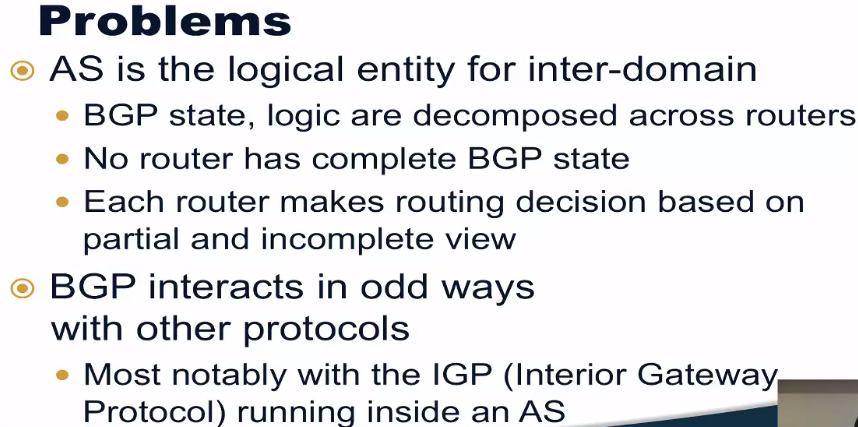 Problems
AS is the logical entity for inter-domain
BGP state, logic are decomposed across routers
No router has complete BGP state
Each router makes routing decision based on
partial and incomplete view
BGP interacts in odd ways
with other protocols
Most notably with the IGP (Interior Gateway
Protocol) running inside an AS